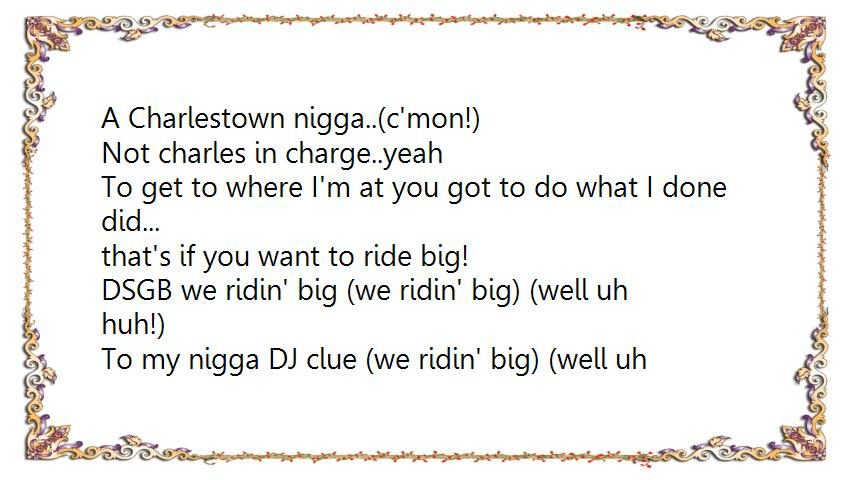 A Charlestown nigga..(c'mon!)
Not charles in charge..yeah
To get to where I'm at you got to do what I done
did...
that's if you want to ride big!
DSGB we ridin' big (we ridin' big) (well uh
huh!)
To my nigga DJ clue (we ridin' big) (well uh